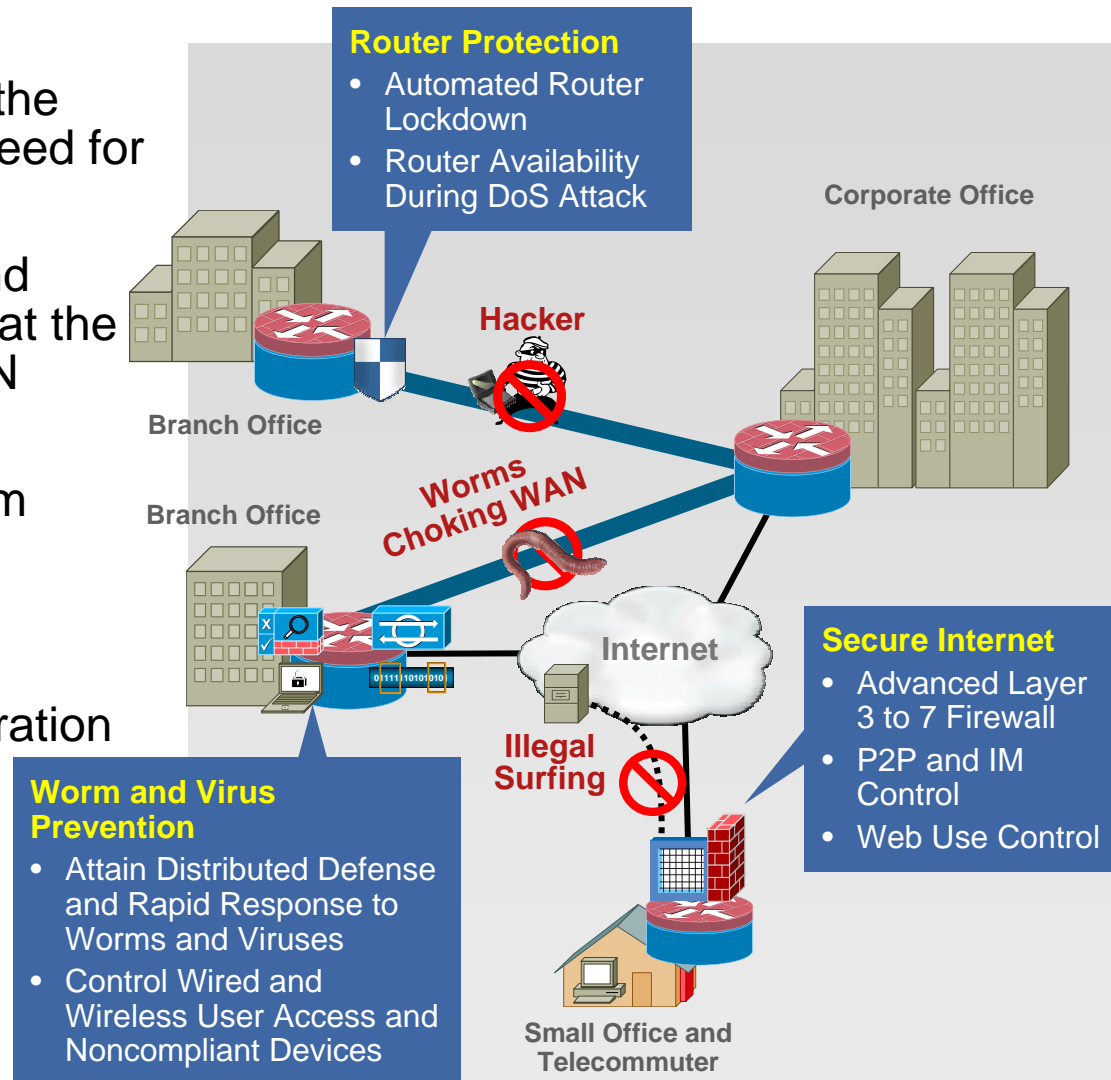 the
eed for
nd
at the
N
m
ration
Router Protection
• Automated Router
Lockdown
• Router Availability
During DoS Attack
Corporate Office
Hacker
Branch Office
Worms
Choking WAN
Branch Office
X
✓
01111110101010
Internet
Illegal
Surfing
Secure Internet
• Advanced Layer
3 to 7 Firewall
• P2P and IM
Control
• Web Use Control
Worm and Virus
Prevention
• Attain Distributed Defense
and Rapid Response to
Worms and Viruses
• Control Wired and
Wireless User Access and
Noncompliant Devices
Small Office and
Telecommuter